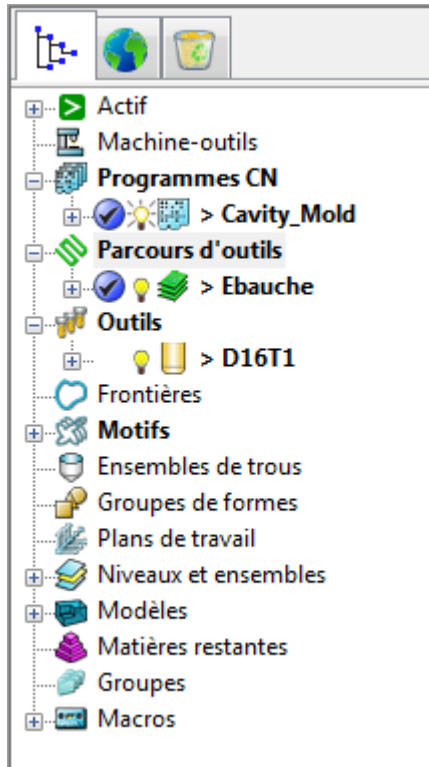 Actif
Machine-outils
Programmes CN
> Cavity_Mold
Parcours d'outils
> Ebauche
Outils
> D16T1
Frontières
Motifs
Ensembles de trous
Groupes de formes
Plans de travail
Niveaux et ensembles
Modèles
Matières restantes
Groupes
Macros